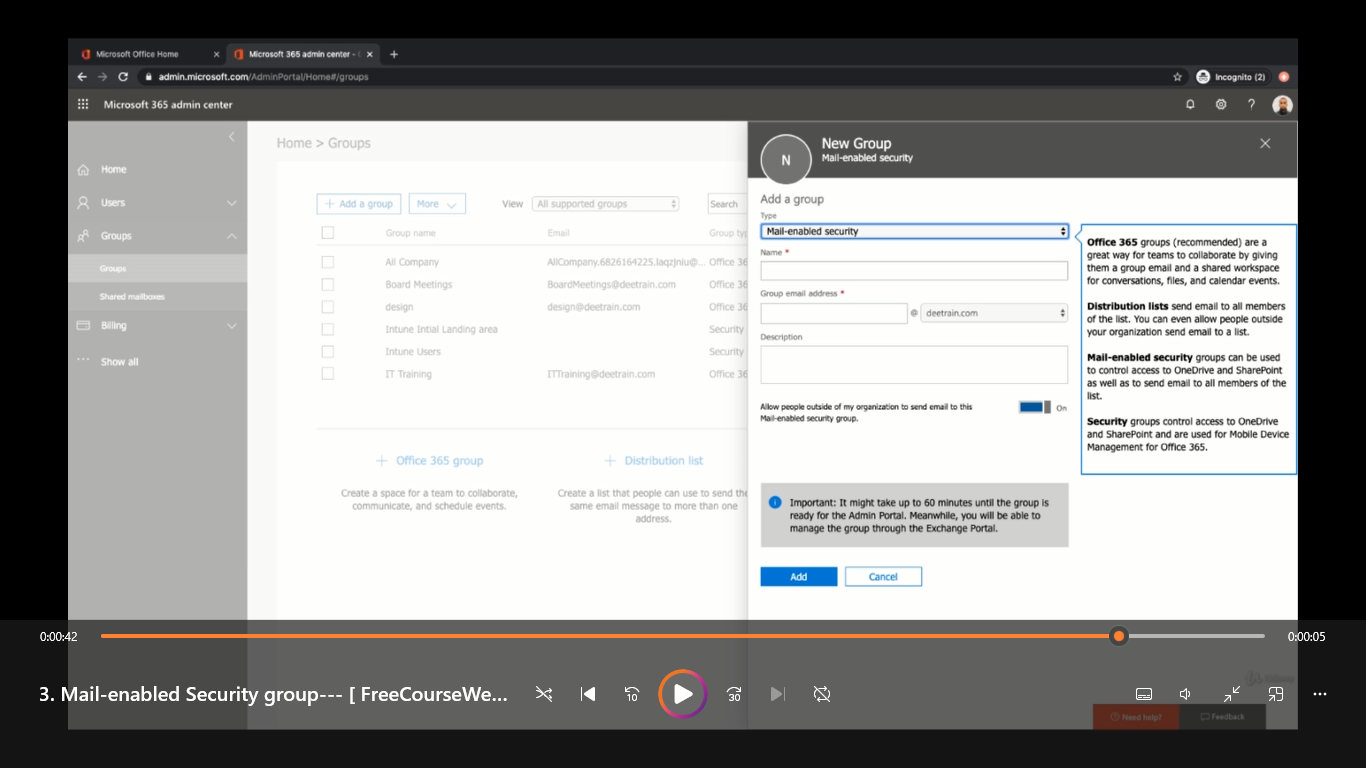 Microsoft Office Home
Microsoft 365 admin center -
admin.microsoft.com/AdminPortal/Home#/groups
Incognito (2)
Microsoft 365 admin center
Home
Users
Groups
Groups
Shared mailboxes
Billing
Show all
Home > Groups
+ Add a group
More
View
All supported groups
Search
Group name
Email
Group typ
All Company
AllCompany.6826164225.laqzjniu@...
Office 36
Board Meetings
BoardMeetings@deetrain.com
Office 36
design
design@deetrain.com
Office 36
Intune Intial Landing area
Security
Intune Users
Security
IT Training
ITTraining@deetrain.com
Office 36
+ Office 365 group
Create a space for a team to collaborate,
communicate, and schedule events.
+ Distribution list
Create a list that people can use to send the
same email message to more than one
address.
N
New Group
Mail-enabled security
Add a group
Type
Mail-enabled security
Name *
Group email address *
@
deetrain.com
Description
Allow people outside of my organization to send email to this
Mail-enabled security group.
On
Important: It might take up to 60 minutes until the group is
ready for the Admin Portal. Meanwhile, you will be able to
manage the group through the Exchange Portal.
Add
Cancel
Office 365 groups (recommended) are a
great way for teams to collaborate by giving
them a group email and a shared workspace
for conversations, files, and calendar events.
Distribution lists send email to all members
of the list. You can even allow people outside
your organization send email to a list.
Mail-enabled security groups can be used
to control access to OneDrive and SharePoint
as well as to send email to all members of the
list.
Security groups control access to OneDrive
and SharePoint and are used for Mobile Device
Management for Office 365.
0:00:42
0:00:05
3. Mail-enabled Security group--- [ FreeCourseWe...
10
30
Need help?
Feedback